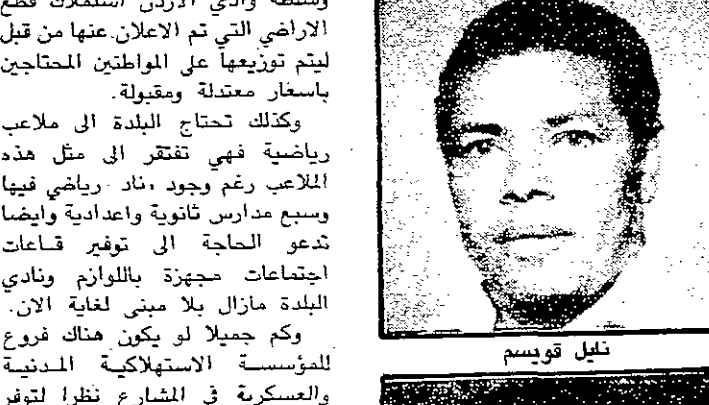 وسلطة وادي الاردن استملاك قطع
الاراضي التي تم الاعلان عنها من قبل
ليتم توزيعها على المواطنين المحتاجين
باسعار معتدلة ومقبولة.
وكذلك تحتاج البلدة الى ملاعب
رياضية فهي تفتقر الى مثل هذه
الملاعب رغم وجود ناد رياضي فيها
وسبع مدارس ثانوية واعدادية وايضا
تدعو الحاجة الى توفير قاعات
اجتماعات مجهزة باللوازم ونادي
البلدة مازال بلا مبنى لغاية الان.
وكم جميلا لو يكون هناك فروع
للمؤسسة الاستهلاكية المدنية
والعسكرية في المشارع نظرا لتوفر
نليل قويسم